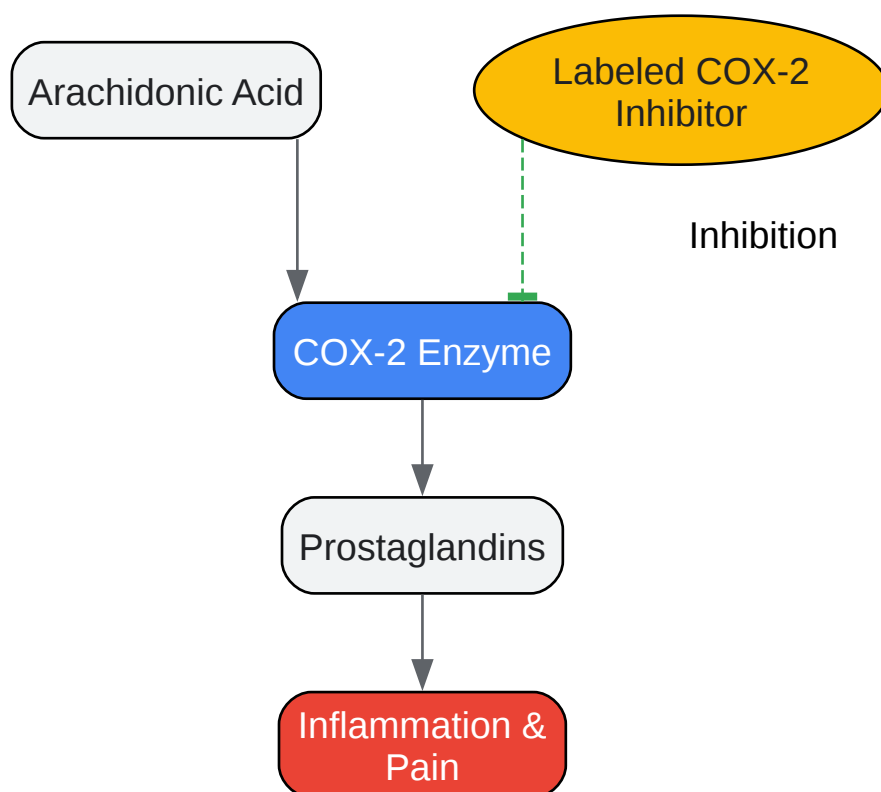 Arachidonic Acid
Labeled COX-2
Inhibitor
Inhibition
COX-2 Enzyme
Prostaglandins
Inflammation &
Pain